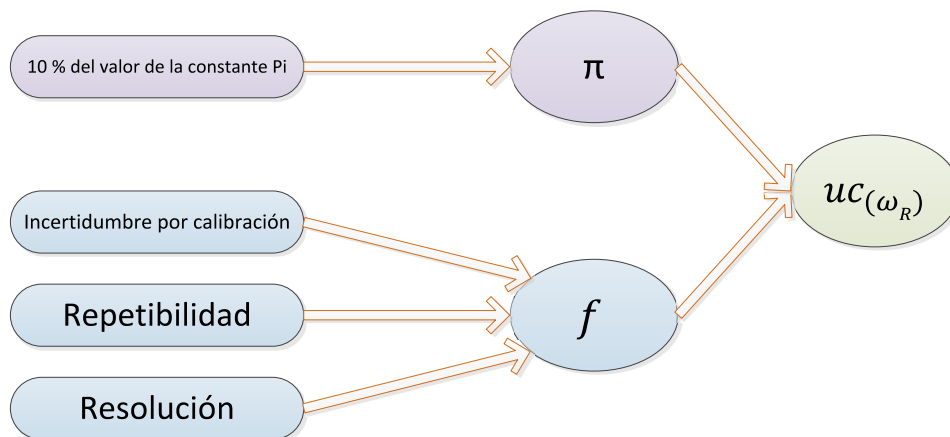 10 % del valor de la constante Pi
π
uc(ωR)
Incertidumbre por calibración
Repetibilidad
f
Resolución